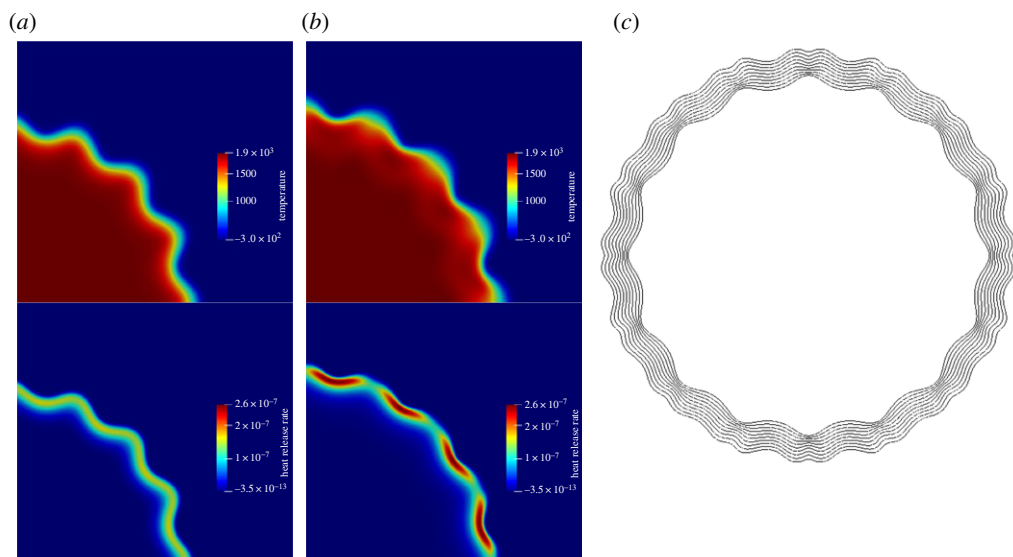 (a)
(b)
(c)
1.9 × 10³
1500
1000
−3.0 × 10²
temperature
1.9 × 10³
1500
1000
−3.0 × 10²
temperature
2.6 × 10⁻⁷
2 × 10⁻⁷
1 × 10⁻⁷
−3.5 × 10⁻¹³
heat release rate
2.6 × 10⁻⁷
2 × 10⁻⁷
1 × 10⁻⁷
−3.5 × 10⁻¹³
heat release rate